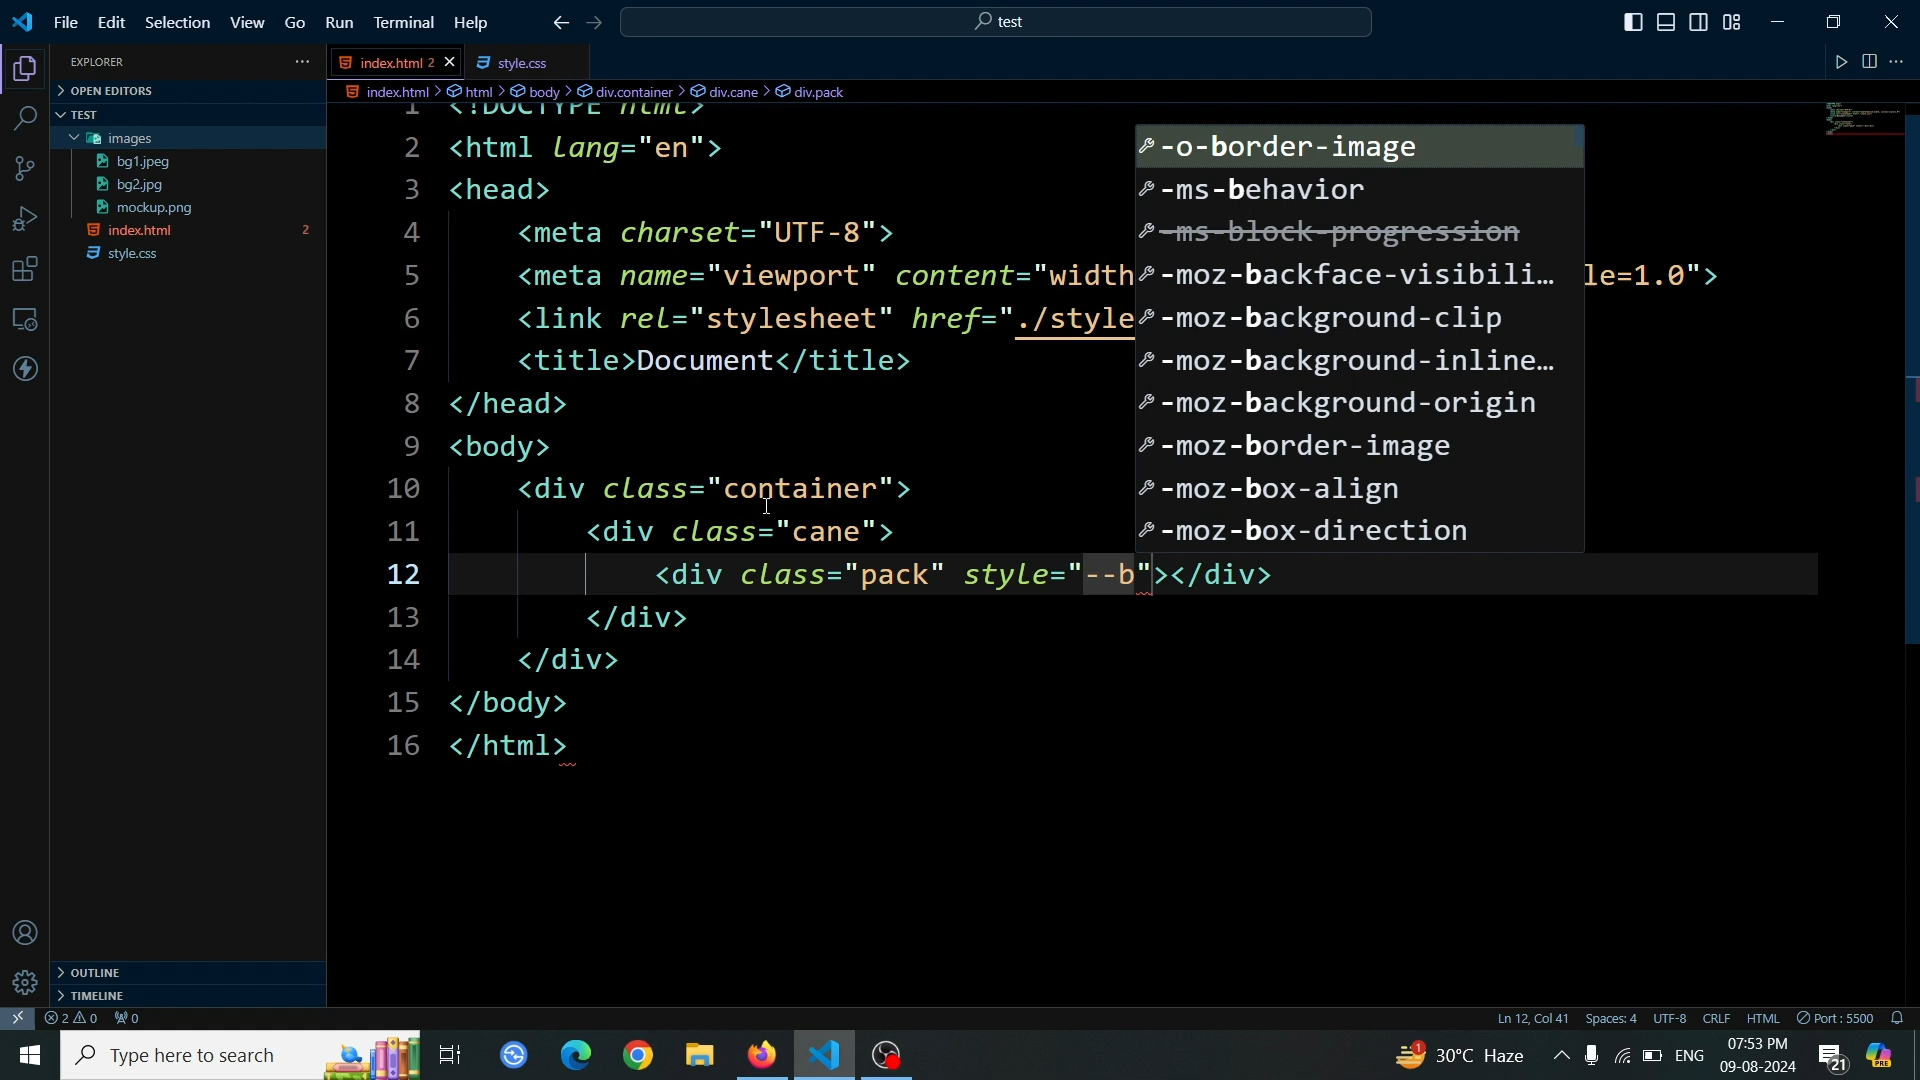 File Edit Selection View Go Run Terminal Help
test
EXPLORER
OPEN EDITORS
TEST
images
bg1.jpeg
bg2.jpg
mockup.png
index.html 2
style.css
OUTLINE
TIMELINE
index.html 2
style.css
index.html > html > body > div.container > div.cane > div.pack
1 <!DOCTYPE html>
2 <html lang="en">
3 <head>
4 <meta charset="UTF-8">
5 <meta name="viewport" content="width le=1.0">
6 <link rel="stylesheet" href="./style
7 <title>Document</title>
8 </head>
9 <body>
10 <div class="container">
11 <div class="cane">
12 <div class="pack" style="--b"></div>
13 </div>
14 </div>
15 </body>
16 </html>
-o-border-image
-ms-behavior
-ms-block-progression
-moz-backface-visibili…
-moz-background-clip
-moz-background-inline…
-moz-background-origin
-moz-border-image
-moz-box-align
-moz-box-direction
2 0 0
Ln 12, Col 41 Spaces: 4 UTF-8 CRLF HTML Port : 5500
Type here to search
1
30°C Haze
ENG
07:53 PM
09-08-2024
21
PRE